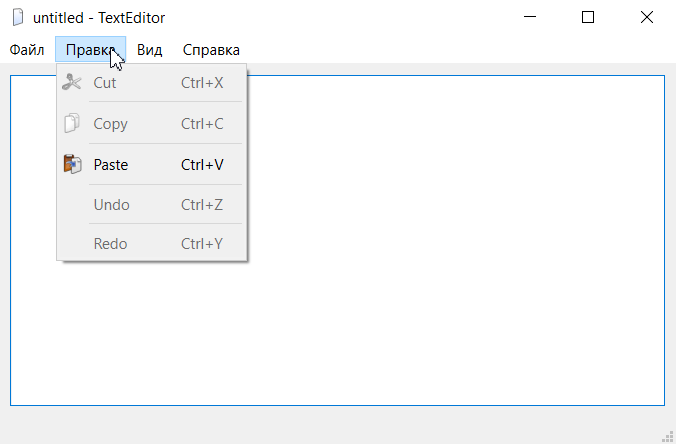 untitled - TextEditor
Файл Правка Вид Справка
Cut Ctrl+X
Copy Ctrl+C
Paste Ctrl+V
Undo Ctrl+Z
Redo Ctrl+Y